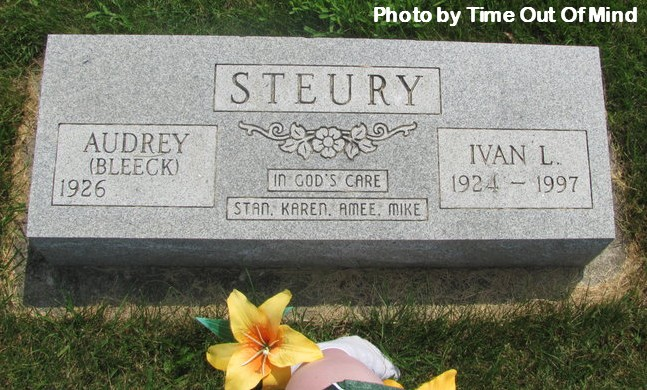 Photo by Time Out Of Mind
STEURY
AUDREY
(BLEECK)
1926
IVAN L.
1924 – 1997
IN GOD'S CARE
STAN, KAREN, AMEE, MIKE